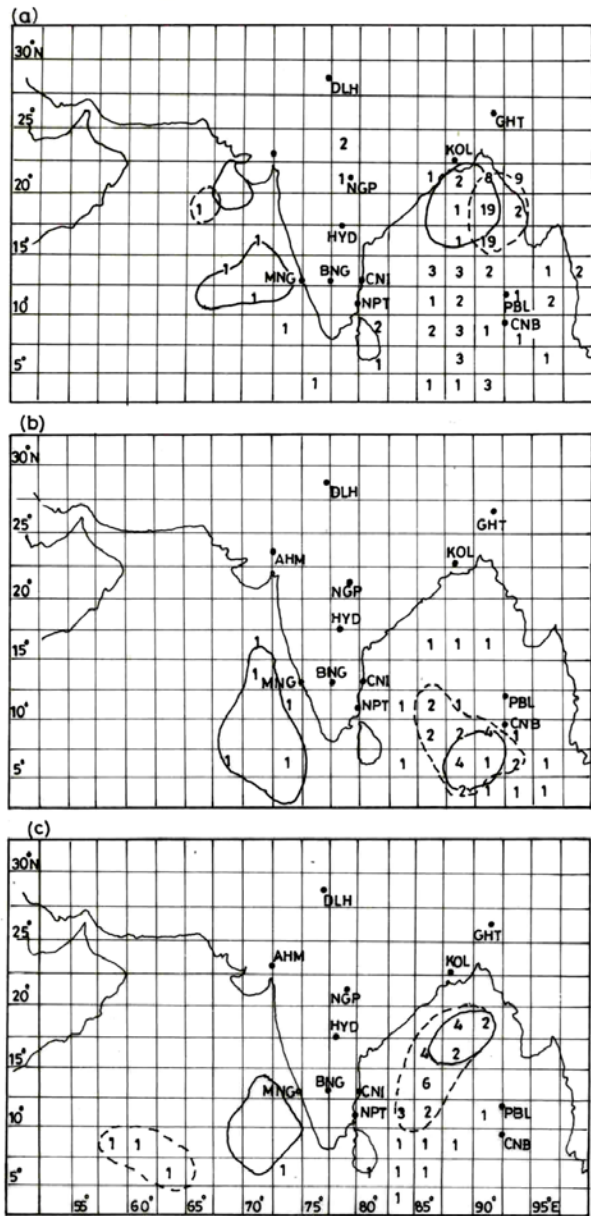 (a)
30°N
DLH
25°
GHT
2
KOL
20°
1 NGP 1 2 8 9
1 HYD 1 19 2
15°
1 1 19
MNG BNG CNI 3 3 2 1 2
1
10°
NPT 1 2 PBL 1 2
1 2 2 3 1 CNB 1
5°
1 3 1
1 1 1 3
(b)
30°N
DLH
25°
GHT
AHM KOL
20°
NGP
HYD
15°
1 1 1 1
1 MNG BNG CNI
10°
1 NPT 1 2 1 PBL
2 2 4 CNB 1
5°
1 1 1 4 1 2 1
2 1 1 1
(c)
30°N
DLH
25°
GHT
AHM KOL
20°
NGP
HYD 4 2
15°
4 2
MNG BNG CNI 6
10°
NPT 3 2 1 PBL
1 1 1 1 1 CNB
5°
1 1 1 1 1
1
55° 60° 65° 70° 75° 80° 85° 90° 95°E